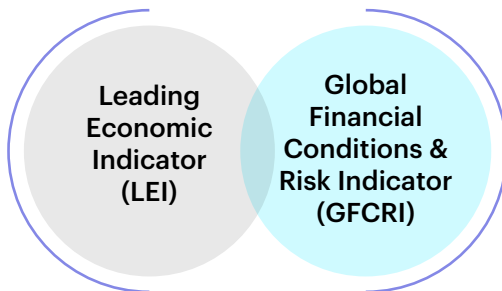 Leading
Economic
Indicator
(LEI)
Global
Financial
Conditions &
Risk Indicator
(GFCRI)